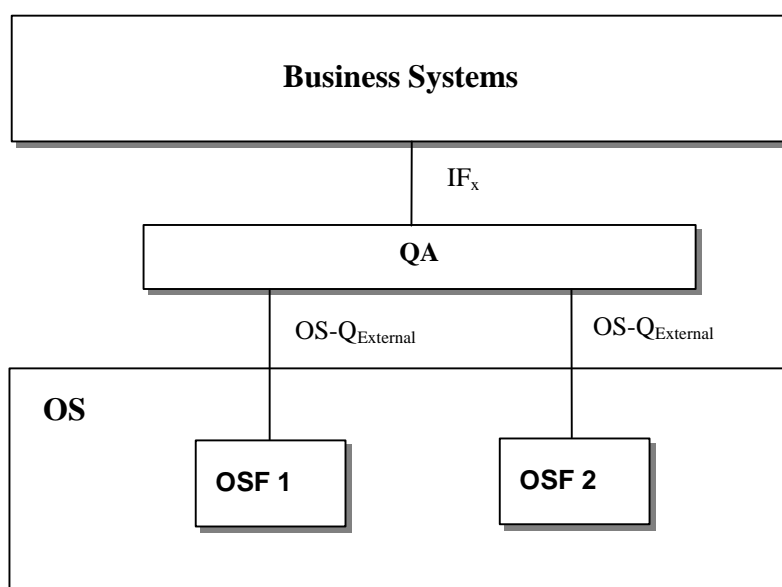 Business Systems
IFx
QA
OS-QExternal
OS-QExternal
OS
OSF 1
OSF 2